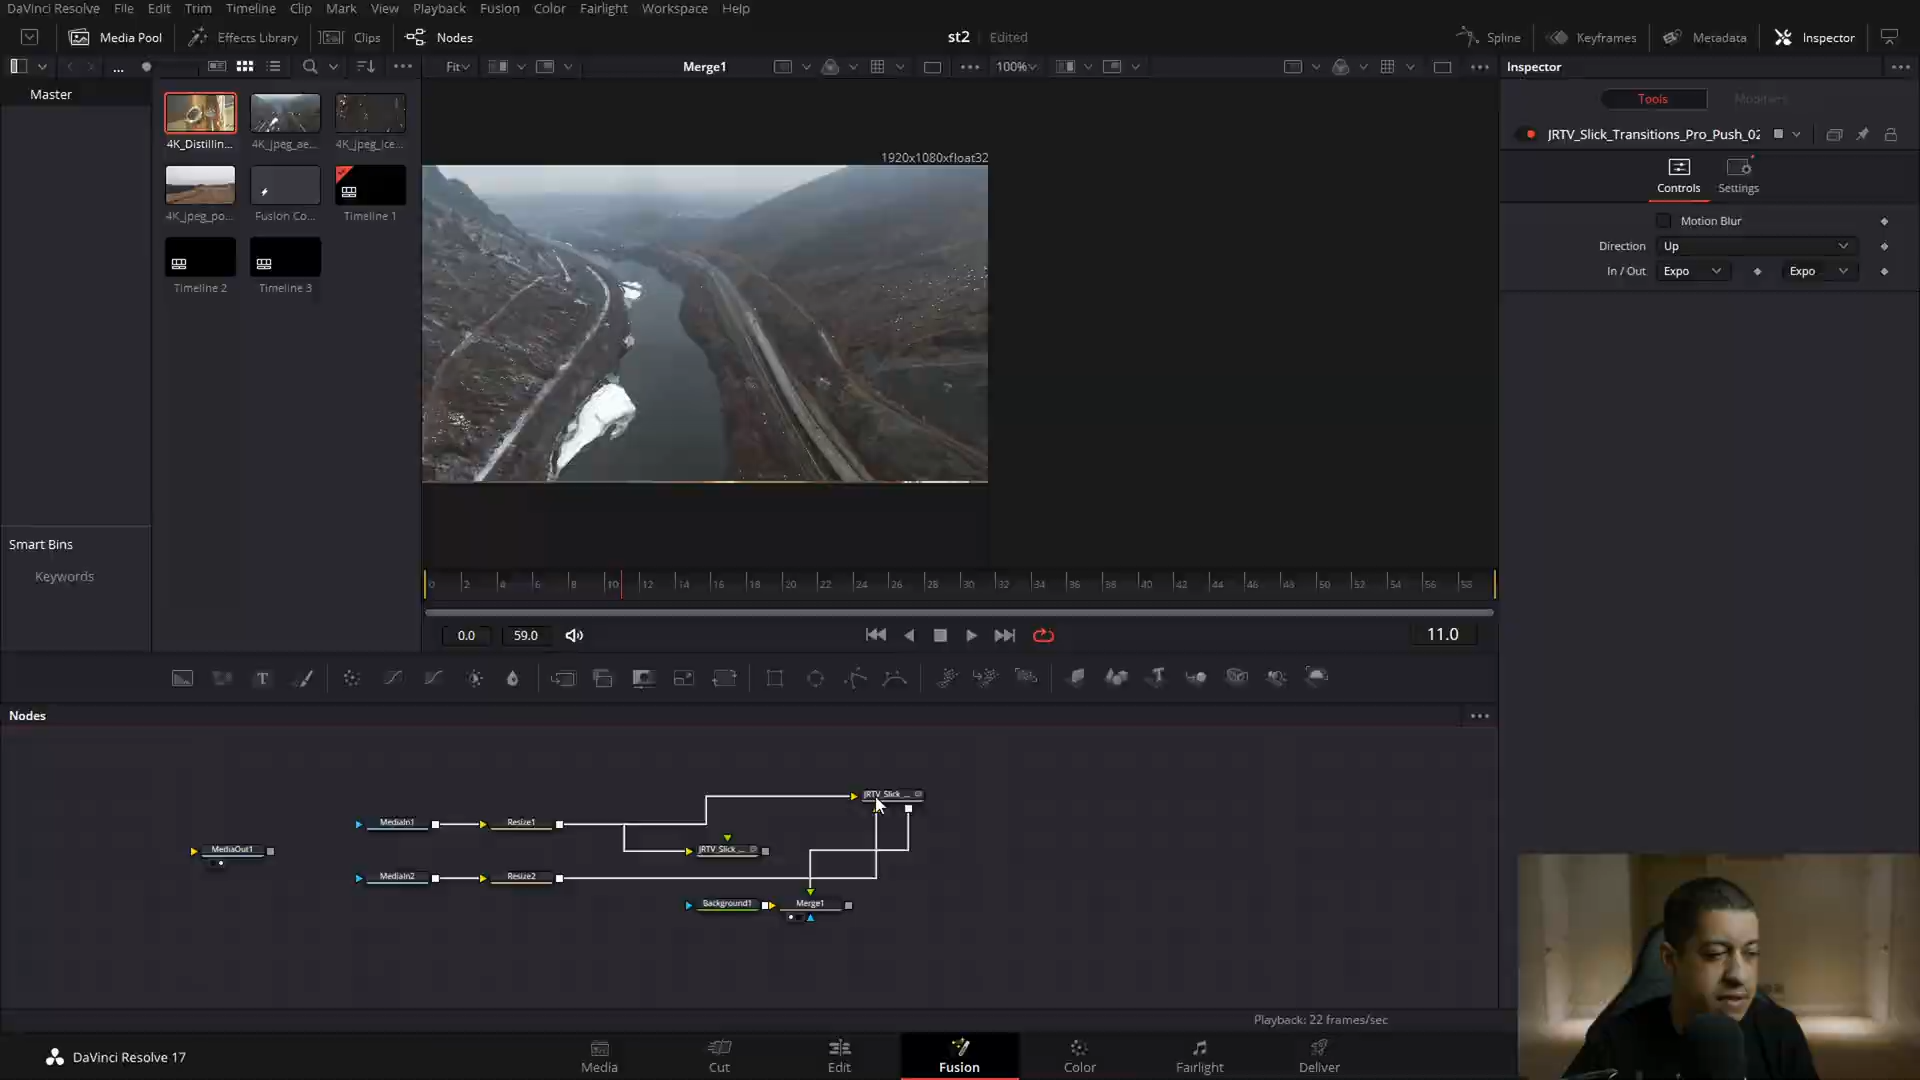 DaVinci Resolve File Edit Trim Timeline Clip Mark View Playback Fusion Color Fairlight Workspace Help
Media Pool Effects Library Clips Nodes st2 Edited Spline Keyframes Metadata Inspector
... Fit Merge1 100% Inspector
Master
4K_Distillin... 4K_jpeg_ae... 4K_jpeg_ice...
4K_jpeg_po... Fusion Co... Timeline 1
Timeline 2 Timeline 3
Smart Bins
Keywords
1920x1080xfloat32
Tools Modifiers
JRTV_Slick_Transitions_Pro_Push_02
Controls Settings
Motion Blur
Direction Up
In / Out Expo Expo
0 2 4 6 8 10 12 14 16 18 20 22 24 26 28 30 32 34 36 38 40 42 44 46 48 50 52 54 56 58
0.0 59.0 11.0
Nodes
JRTV_Slick_...
MediaIn1 Resize1
MediaOut1 JRTV_Slick_...
MediaIn2 Resize2
Background1 Merge1
Playback: 22 frames/sec
DaVinci Resolve 17 Media Cut Edit Fusion Color Fairlight Deliver